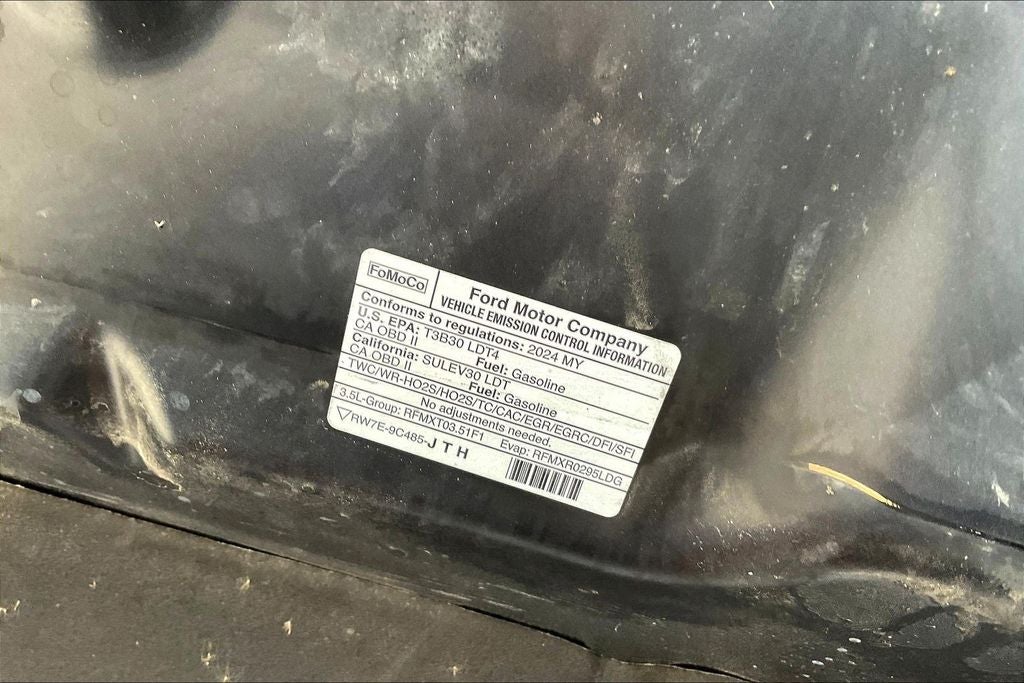 FoMoCo
Ford Motor Company
VEHICLE EMISSION CONTROL INFORMATION
Conforms to regulations: 2024 MY
U.S. EPA: T3B30 LDT4 Fuel: Gasoline
CA OBD II
California: SULEV30 LDT Fuel: Gasoline
CA OBD II
TWC/WR-HO2S/HO2S/TC/CAC/EGR/EGRC/DFI/SFI
No adjustments needed.
3.5L-Group: RFMXT03.51F1 Evap: RFMXR0295LDG
RW7E-9C485-JTH